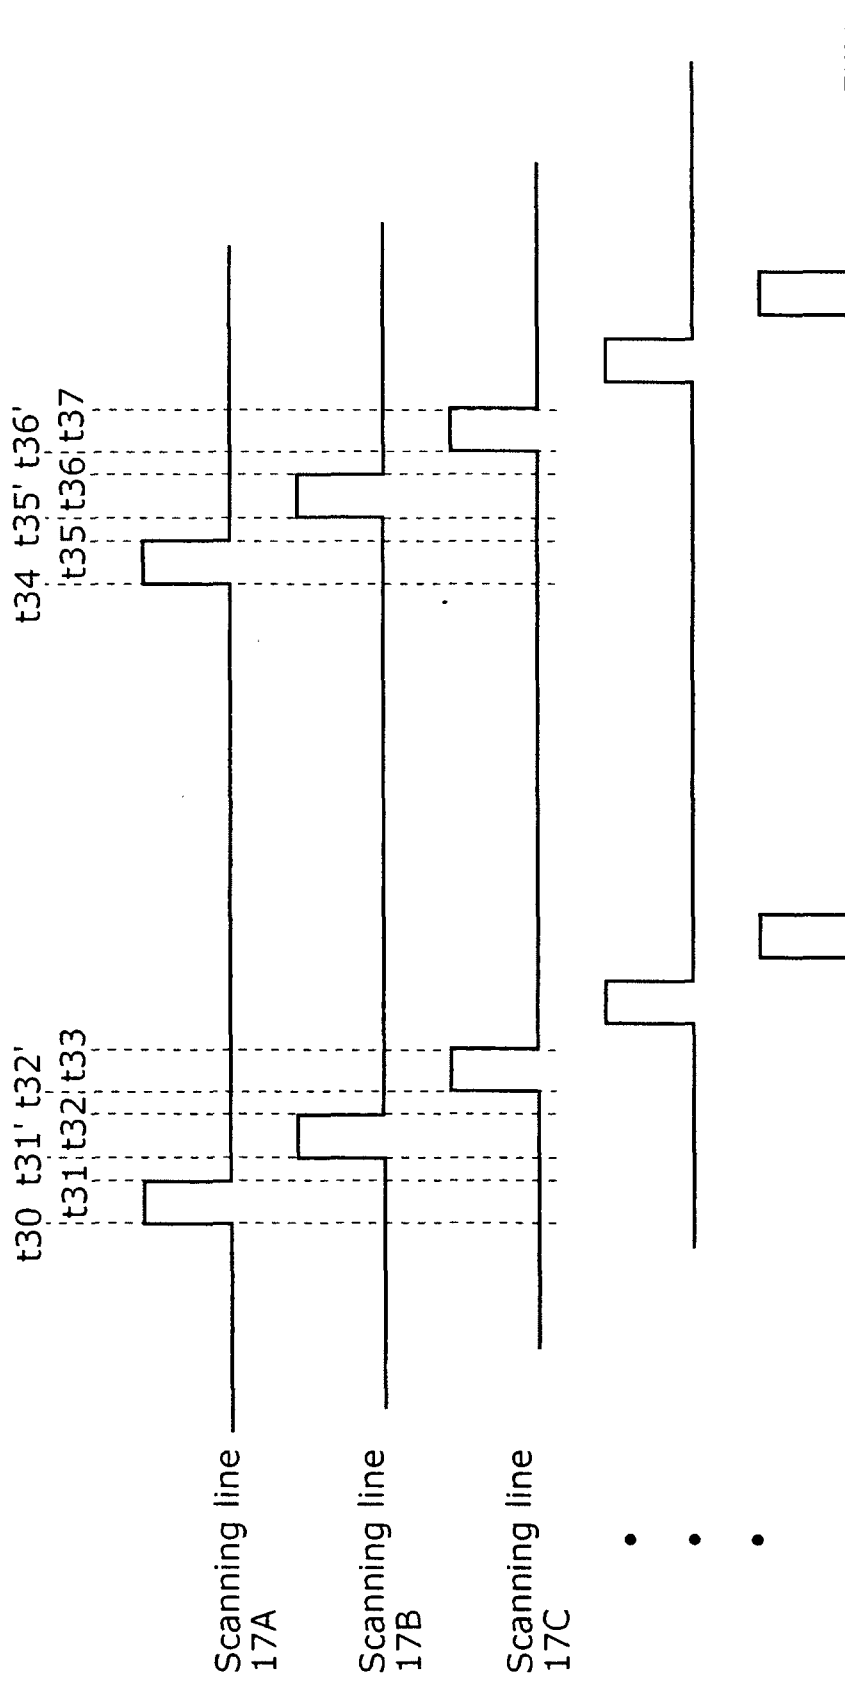 t30 t31' t32' t34 t35' t36'
t31 t32 t33 t35 t36 t37
Scanning line
17A
Scanning line
17B
Scanning line
17C